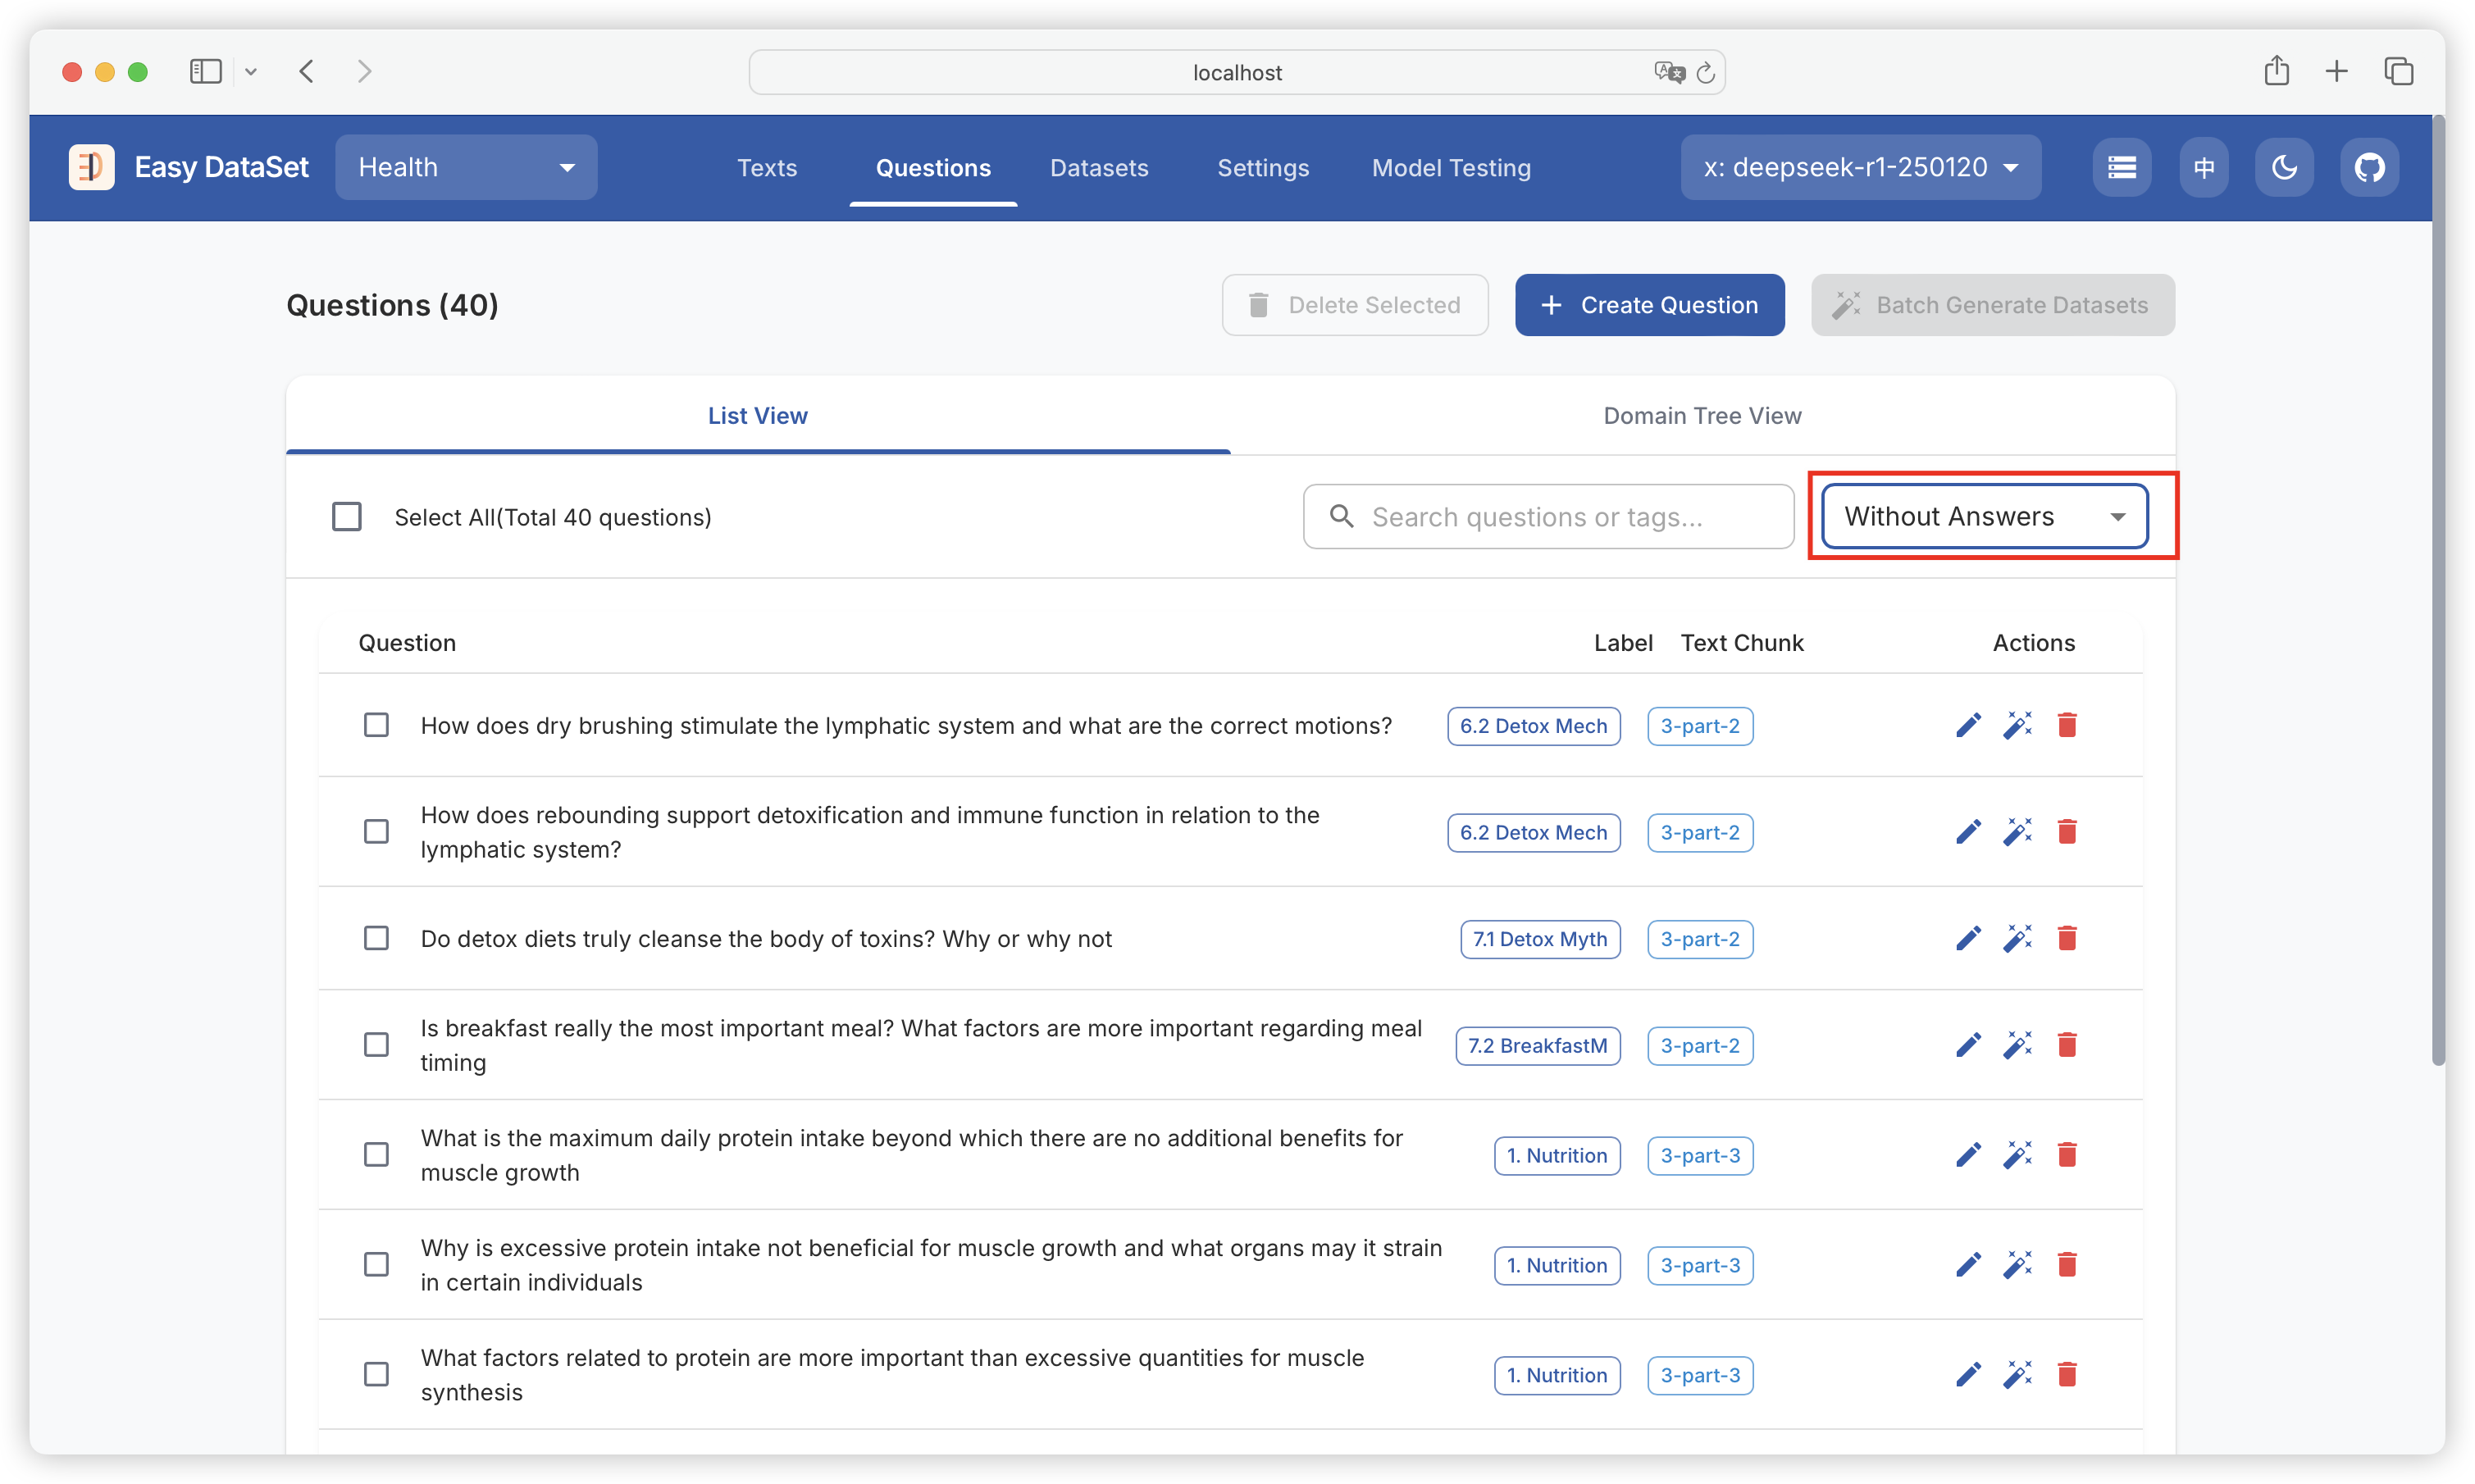 localhost
Easy DataSet
Health
Texts
Questions
Datasets
Settings
Model Testing
x: deepseek-r1-250120
中
Questions (40)
Delete Selected
Create Question
Batch Generate Datasets
List View
Domain Tree View
Select All(Total 40 questions)
Search questions or tags...
Without Answers
Question
Label
Text Chunk
Actions
How does dry brushing stimulate the lymphatic system and what are the correct motions?
6.2 Detox Mech
3-part-2
How does rebounding support detoxification and immune function in relation to the
lymphatic system?
6.2 Detox Mech
3-part-2
Do detox diets truly cleanse the body of toxins? Why or why not
7.1 Detox Myth
3-part-2
Is breakfast really the most important meal? What factors are more important regarding meal
timing
7.2 BreakfastM
3-part-2
What is the maximum daily protein intake beyond which there are no additional benefits for
muscle growth
1. Nutrition
3-part-3
Why is excessive protein intake not beneficial for muscle growth and what organs may it strain
in certain individuals
1. Nutrition
3-part-3
What factors related to protein are more important than excessive quantities for muscle
synthesis
1. Nutrition
3-part-3